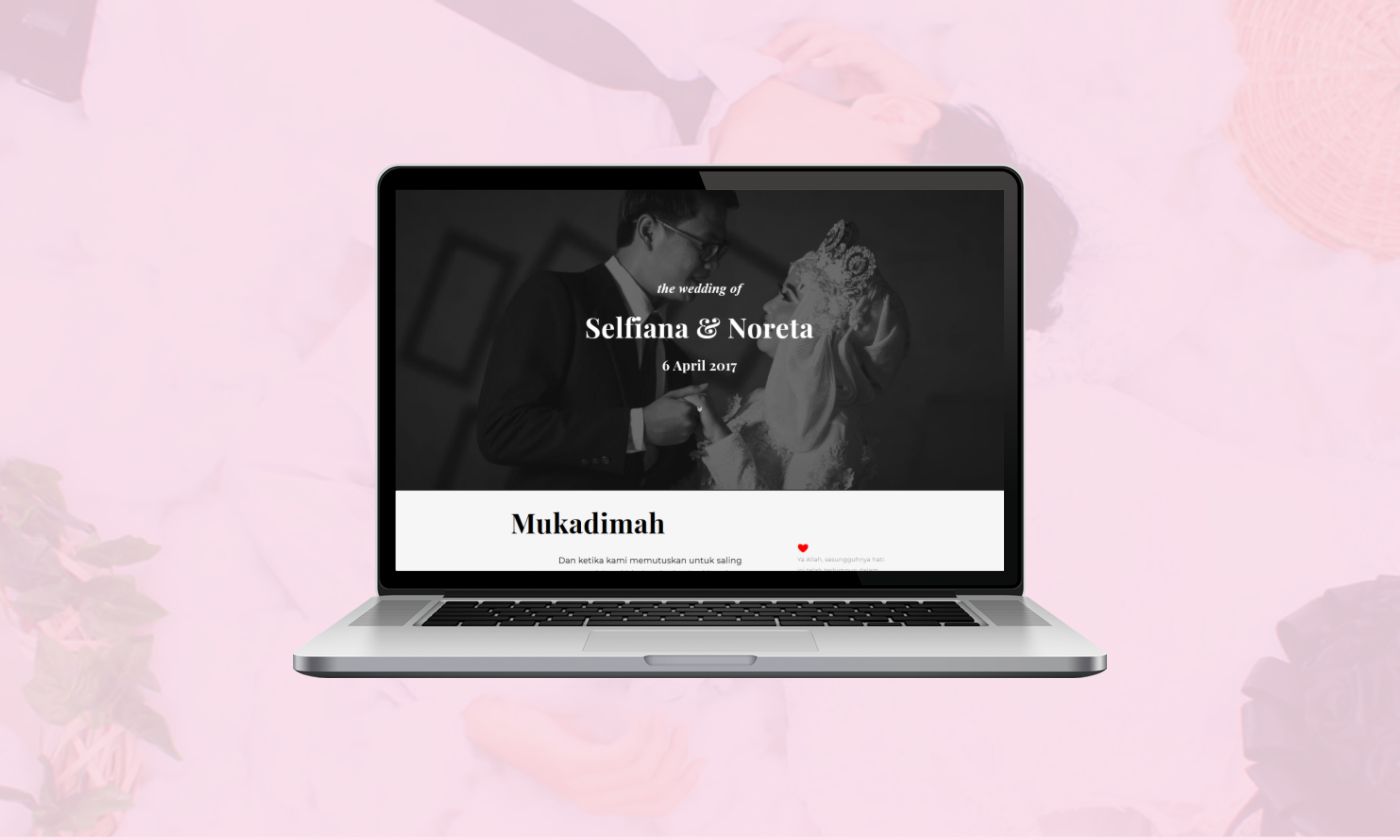 the wedding of
Selfiana & Noreta
6 April 2017
Mukadimah
Dan ketika kami memutuskan untuk saling
Ya Allah, sesungguhnya hati